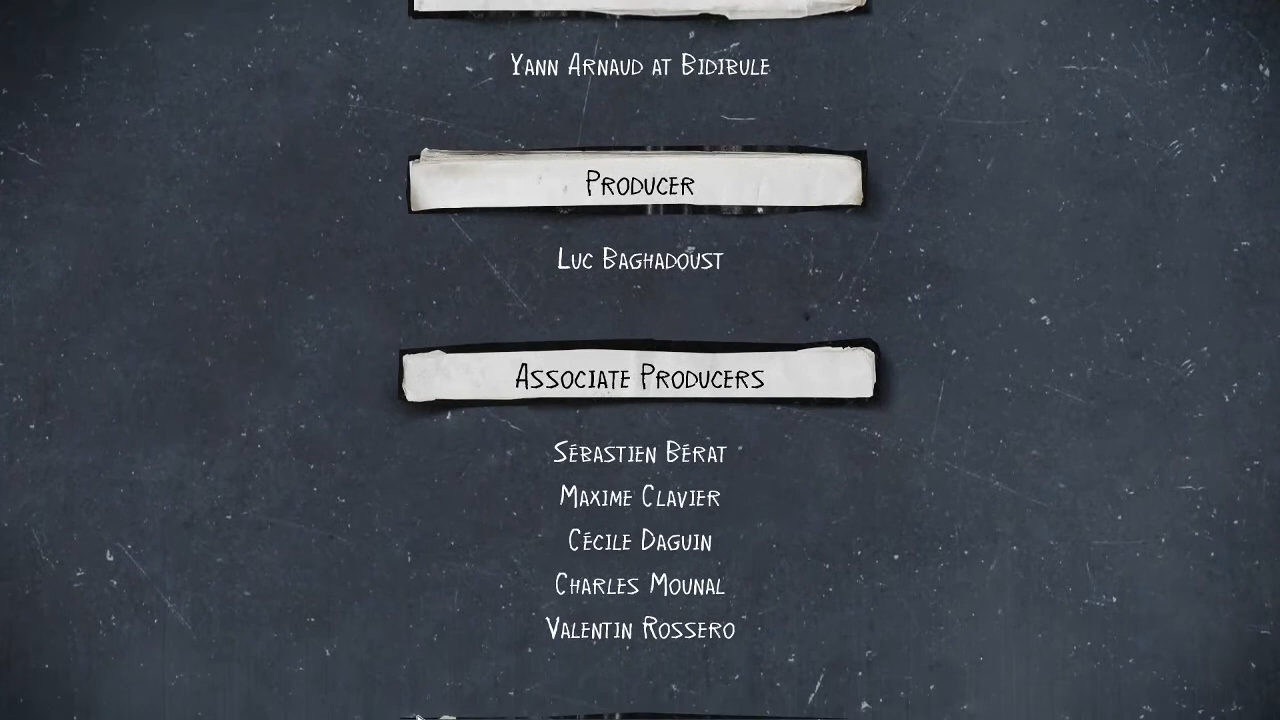 Yann Arnaud at Bidibule
Producer
Luc Baghadoust
Associate Producers
Sébastien Bérat
Maxime Clavier
Cécile Daguin
Charles Mounal
Valentin Rossero